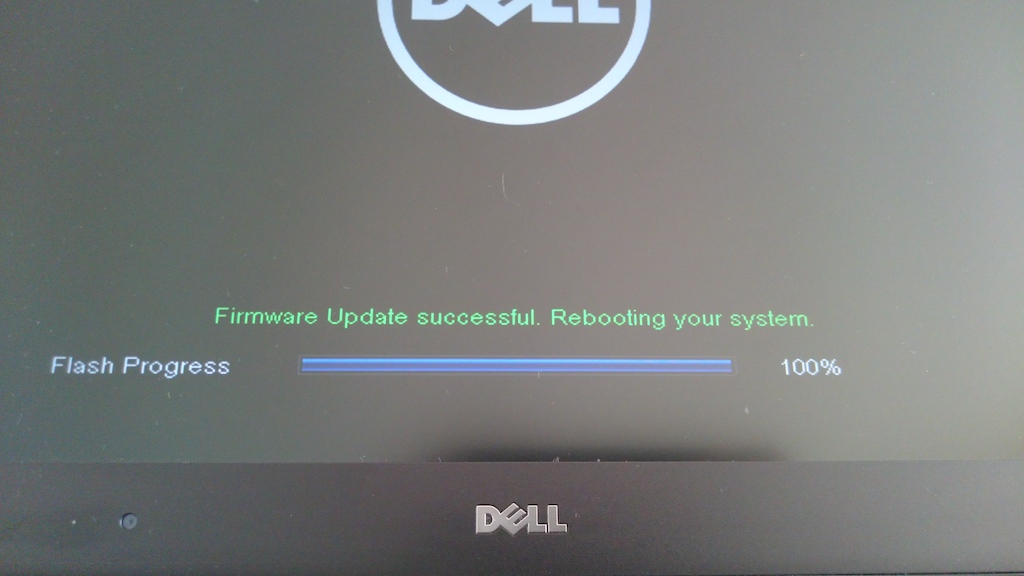 DELL
Firmware Update successful. Rebooting your system.
Flash Progress 100%
DELL